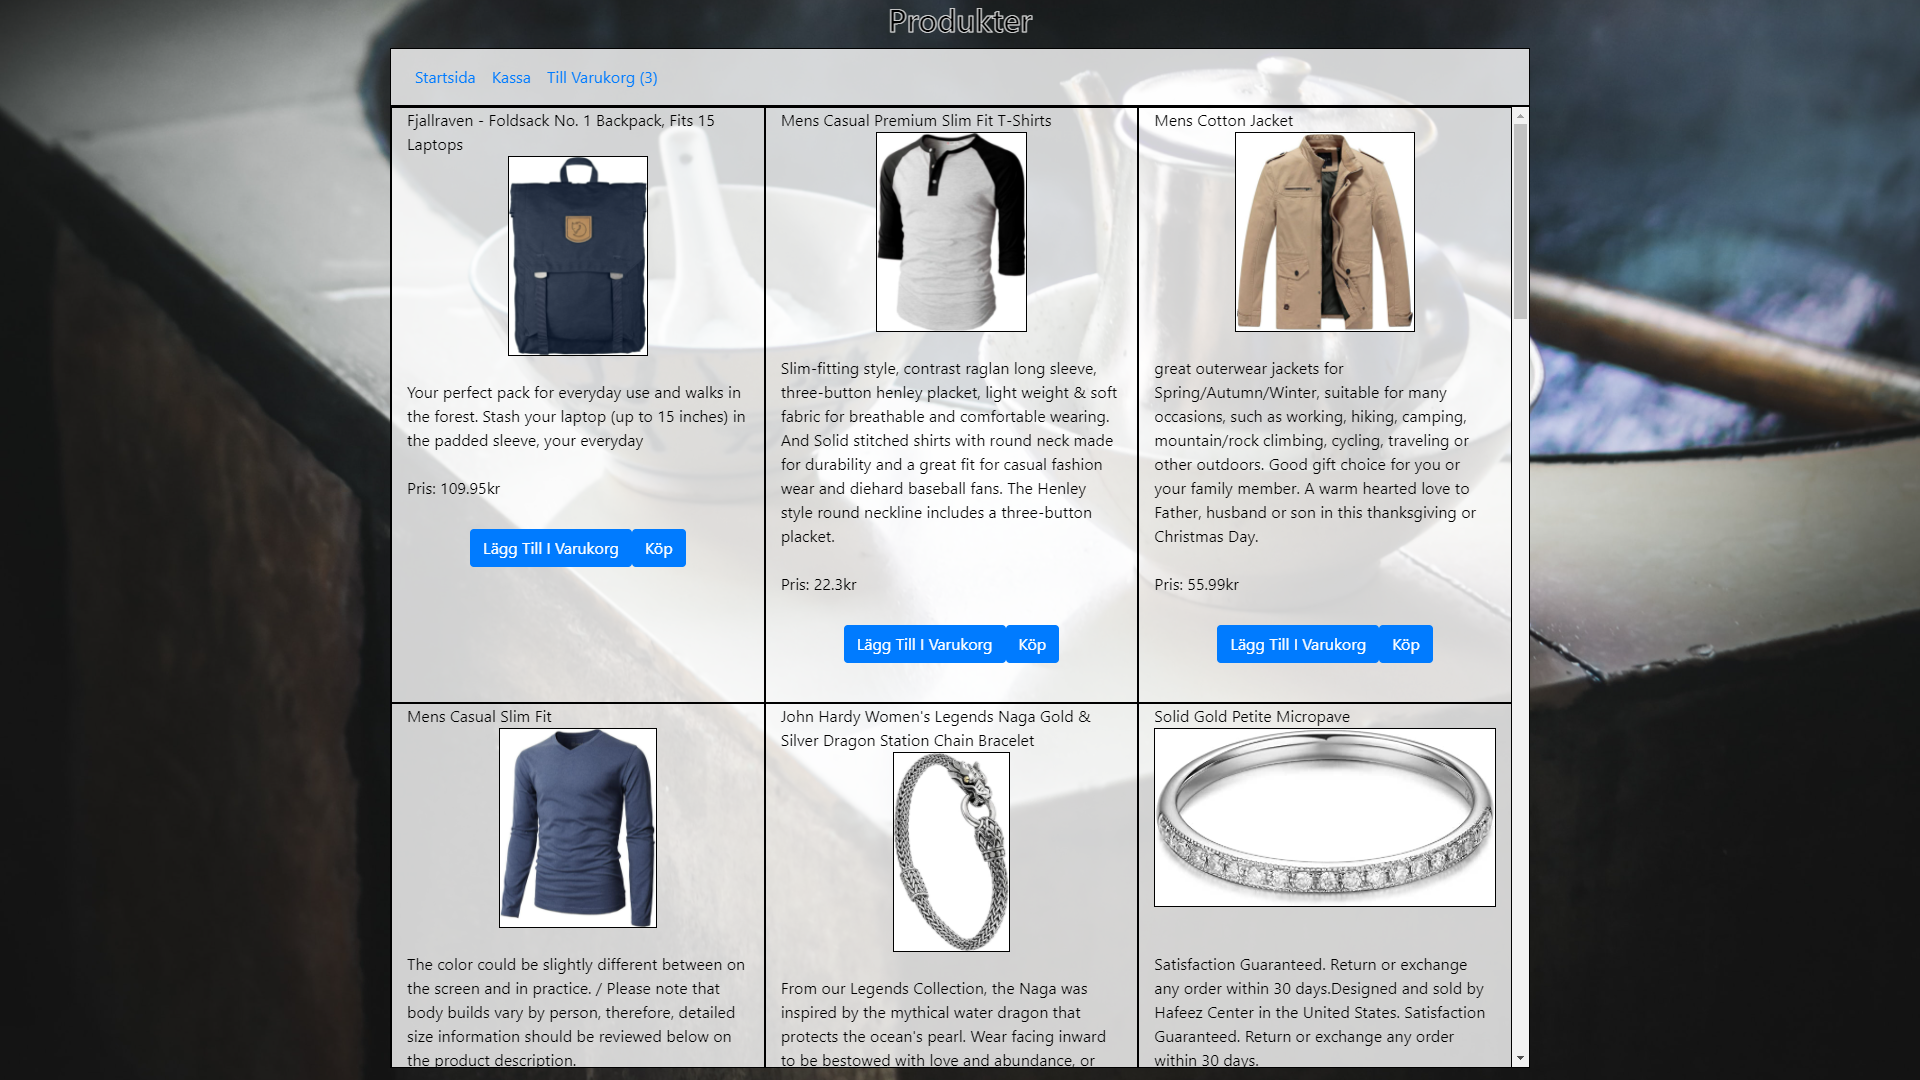 Produkter
Startsida
Kassa
Till Varukorg (3)
Fjallraven - Foldsack No. 1 Backpack, Fits 15
Laptops
Your perfect pack for everyday use and walks in
the forest. Stash your laptop (up to 15 inches) in
the padded sleeve, your everyday
Pris: 109.95kr
Lägg Till I Varukorg
Köp
Mens Casual Premium Slim Fit T-Shirts
Slim-fitting style, contrast raglan long sleeve,
three-button henley placket, light weight & soft
fabric for breathable and comfortable wearing.
And Solid stitched shirts with round neck made
for durability and a great fit for casual fashion
wear and diehard baseball fans. The Henley
style round neckline includes a three-button
placket.
Pris: 22.3kr
Lägg Till I Varukorg
Köp
Mens Cotton Jacket
great outerwear jackets for
Spring/Autumn/Winter, suitable for many
occasions, such as working, hiking, camping,
mountain/rock climbing, cycling, traveling or
other outdoors. Good gift choice for you or
your family member. A warm hearted love to
Father, husband or son in this thanksgiving or
Christmas Day.
Pris: 55.99kr
Lägg Till I Varukorg
Köp
Mens Casual Slim Fit
The color could be slightly different between on
the screen and in practice. / Please note that
body builds vary by person, therefore, detailed
size information should be reviewed below on
the product description.
John Hardy Women's Legends Naga Gold &
Silver Dragon Station Chain Bracelet
From our Legends Collection, the Naga was
inspired by the mythical water dragon that
protects the ocean's pearl. Wear facing inward
to be bestowed with love and abundance, or
Solid Gold Petite Micropave
Satisfaction Guaranteed. Return or exchange
any order within 30 days.Designed and sold by
Hafeez Center in the United States. Satisfaction
Guaranteed. Return or exchange any order
within 30 days.